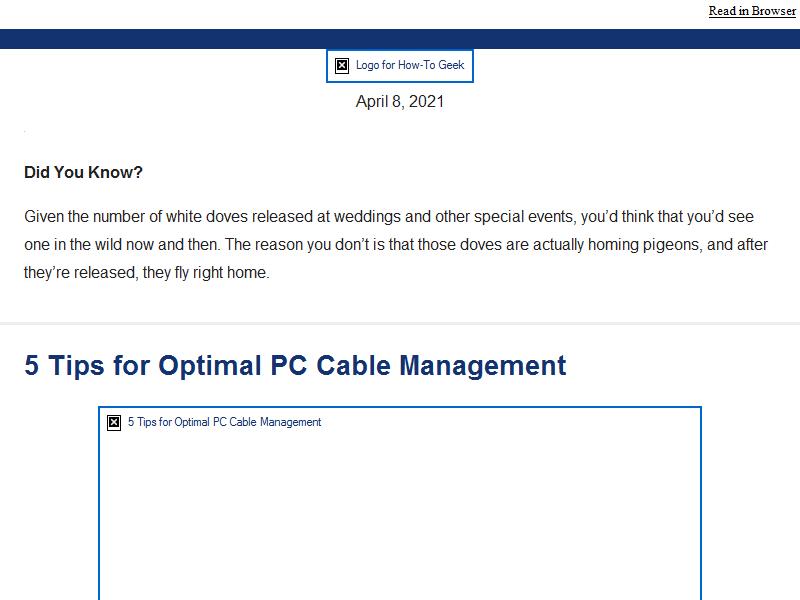 Read in Browser
Logo for How-To Geek
April 8, 2021
Did You Know?
Given the number of white doves released at weddings and other special events, you’d think that you’d see
one in the wild now and then. The reason you don’t is that those doves are actually homing pigeons, and after
they’re released, they fly right home.
5 Tips for Optimal PC Cable Management
5 Tips for Optimal PC Cable Management